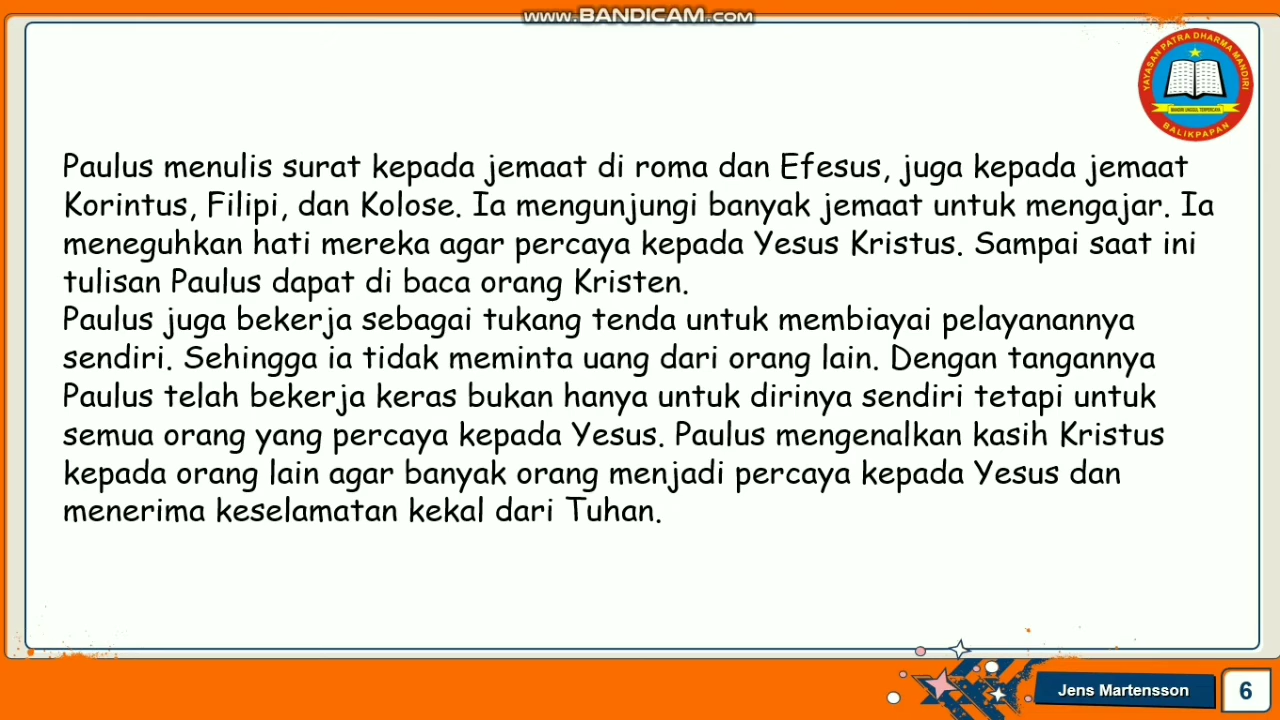 WWW.BANDICAM.COM
YAYASAN PATRA DHARMA MANDIRI
BALIKPAPAN
Paulus menulis surat kepada jemaat di roma dan Efesus, juga kepada jemaat
Korintus, Filipi, dan Kolose. Ia mengunjungi banyak jemaat untuk mengajar. Ia
meneguhkan hati mereka agar percaya kepada Yesus Kristus. Sampai saat ini
tulisan Paulus dapat di baca orang Kristen.
Paulus juga bekerja sebagai tukang tenda untuk membiayai pelayanannya
sendiri. Sehingga ia tidak meminta uang dari orang lain. Dengan tangannya
Paulus telah bekerja keras bukan hanya untuk dirinya sendiri tetapi untuk
semua orang yang percaya kepada Yesus. Paulus mengenalkan kasih Kristus
kepada orang lain agar banyak orang menjadi percaya kepada Yesus dan
menerima keselamatan kekal dari Tuhan.
Jens Martensson
6